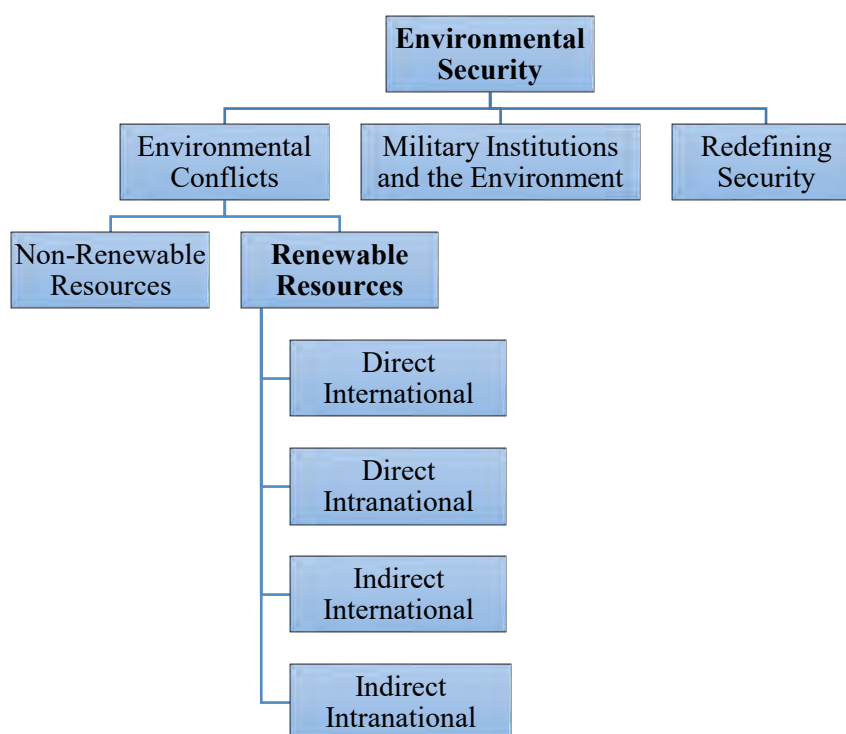 Environmental
Security
Environmental
Conflicts
Military Institutions
and the Environment
Redefining
Security
Non-Renewable
Resources
Renewable
Resources
Direct
International
Direct
Intranational
Indirect
International
Indirect
Intranational